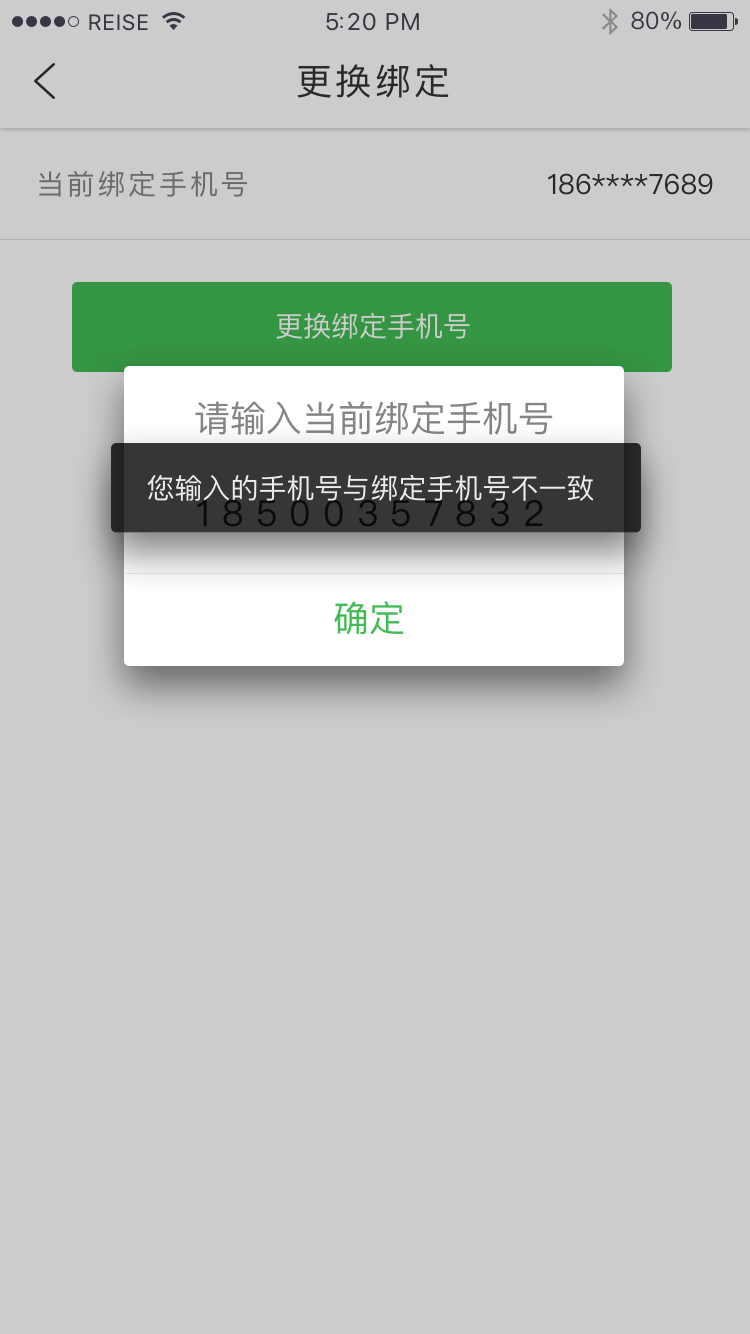 REISE 5:20 PM 80%
更换绑定
当前绑定手机号 186****7689
更换绑定手机号
请输入当前绑定手机号
您输入的手机号与绑定手机号不一致
18500357832
确定